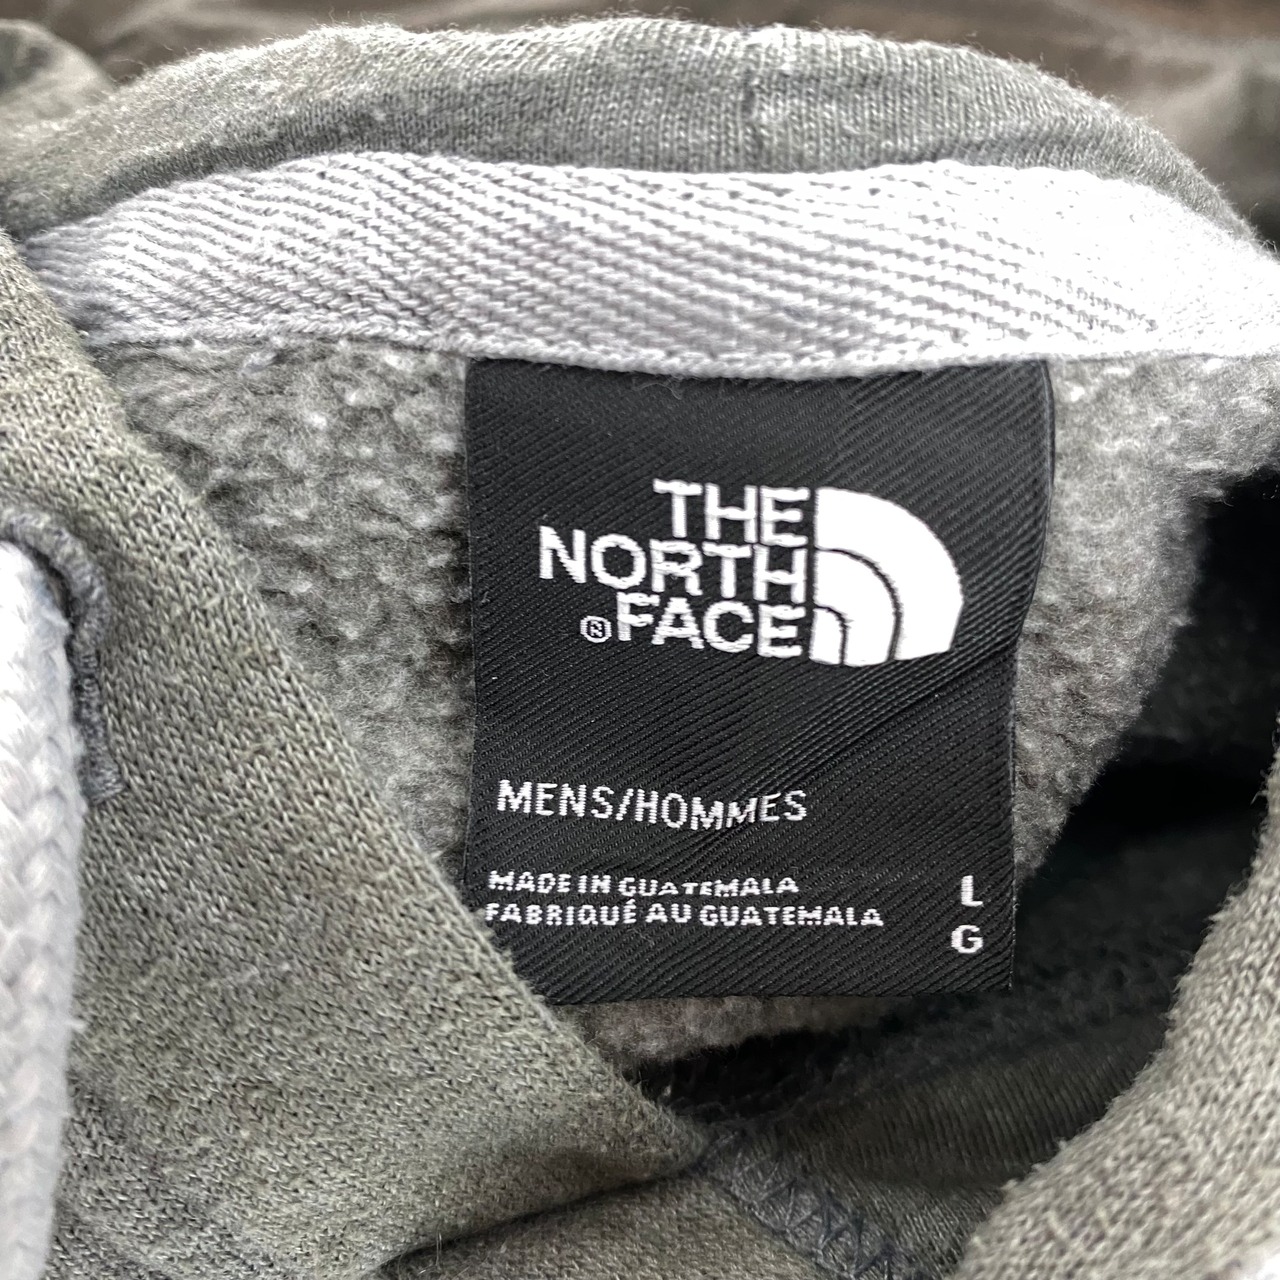 THE
NORTH
®FACE
MENS/HOMMES
MADE IN GUATEMALA
FABRIQUÉ AU GUATEMALA
L
G